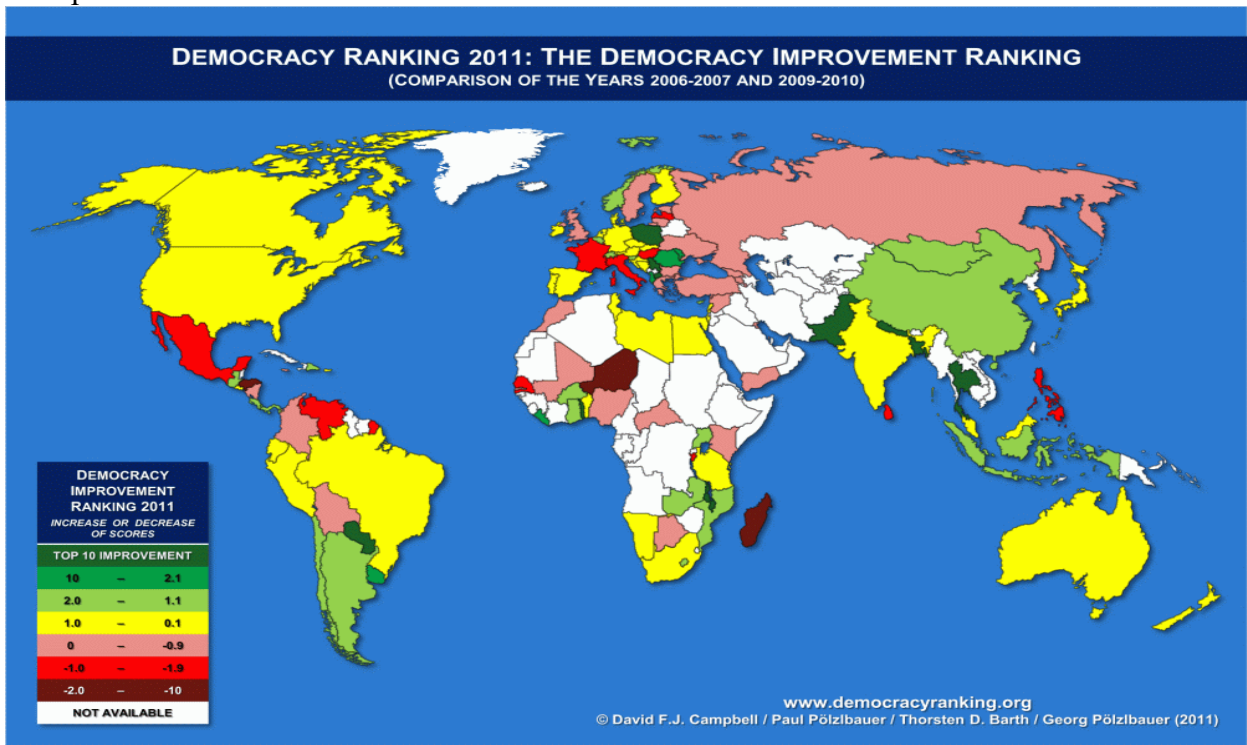 DEMOCRACY RANKING 2011: THE DEMOCRACY IMPROVEMENT RANKING
(COMPARISON OF THE YEARS 2006-2007 AND 2009-2010)
DEMOCRACY
IMPROVEMENT
RANKING 2011
INCREASE OR DECREASE
OF SCORES
TOP 10 IMPROVEMENT
10 – 2.1
2.0 – 1.1
1.0 – 0.1
0 – -0.9
-1.0 – -1.9
-2.0 – -10
NOT AVAILABLE
www.democracyranking.org
© David F.J. Campbell / Paul Pölzlbauer / Thorsten D. Barth / Georg Pölzlbauer (2011)